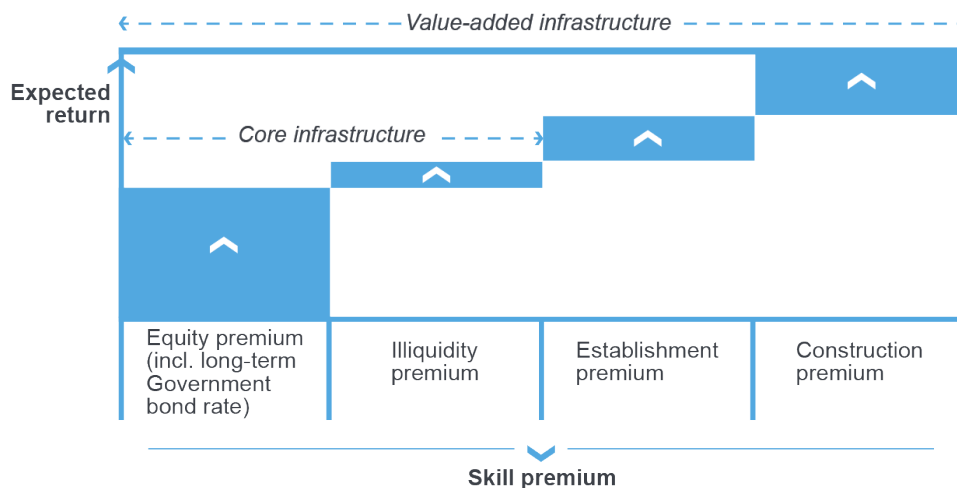 Value-added infrastructure
Expected
return
Core infrastructure
Equity premium
(incl. long-term
Government
bond rate)
Illiquidity
premium
Establishment
premium
Construction
premium
Skill premium